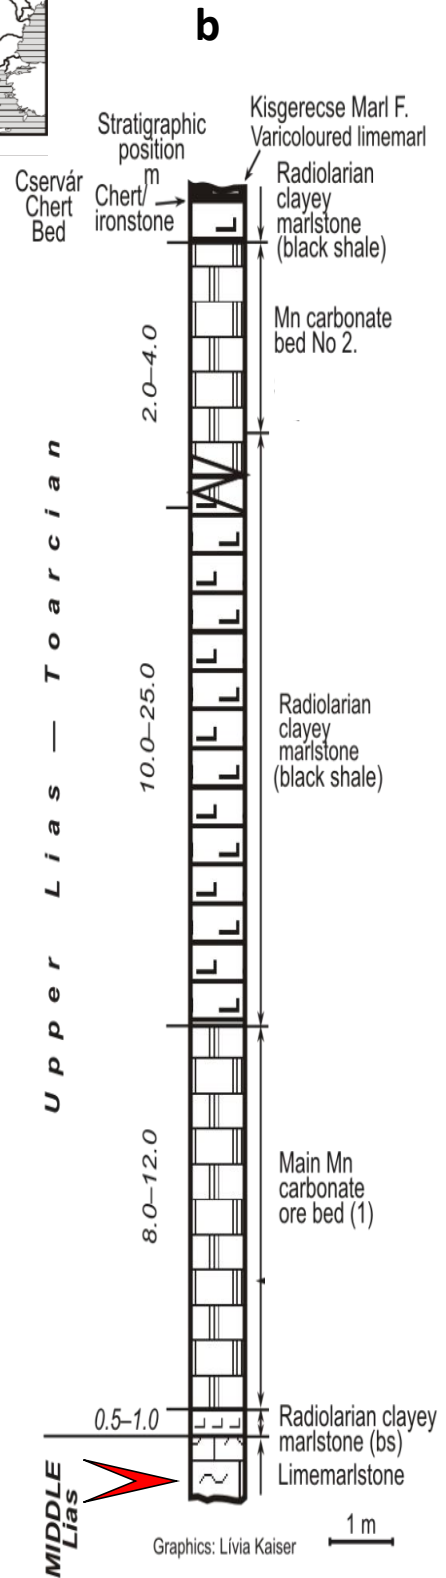 b
Kisgerecse Marl F.
Varicoloured limemarl
Stratigraphic
position
m
Cservár
Chert
Bed
Chert/
ironstone
Radiolarian
clayey
marlstone
(black shale)
Mn carbonate
bed No 2.
2.0–4.0
Upper Lias — Toarcian
10.0–25.0
Radiolarian
clayey
marlstone
(black shale)
8.0–12.0
Main Mn
carbonate
ore bed (1)
0.5–1.0
Radiolarian clayey
marlstone (bs)
Limemarlstone
MIDDLE
Lias
Graphics: Lívia Kaiser
1 m